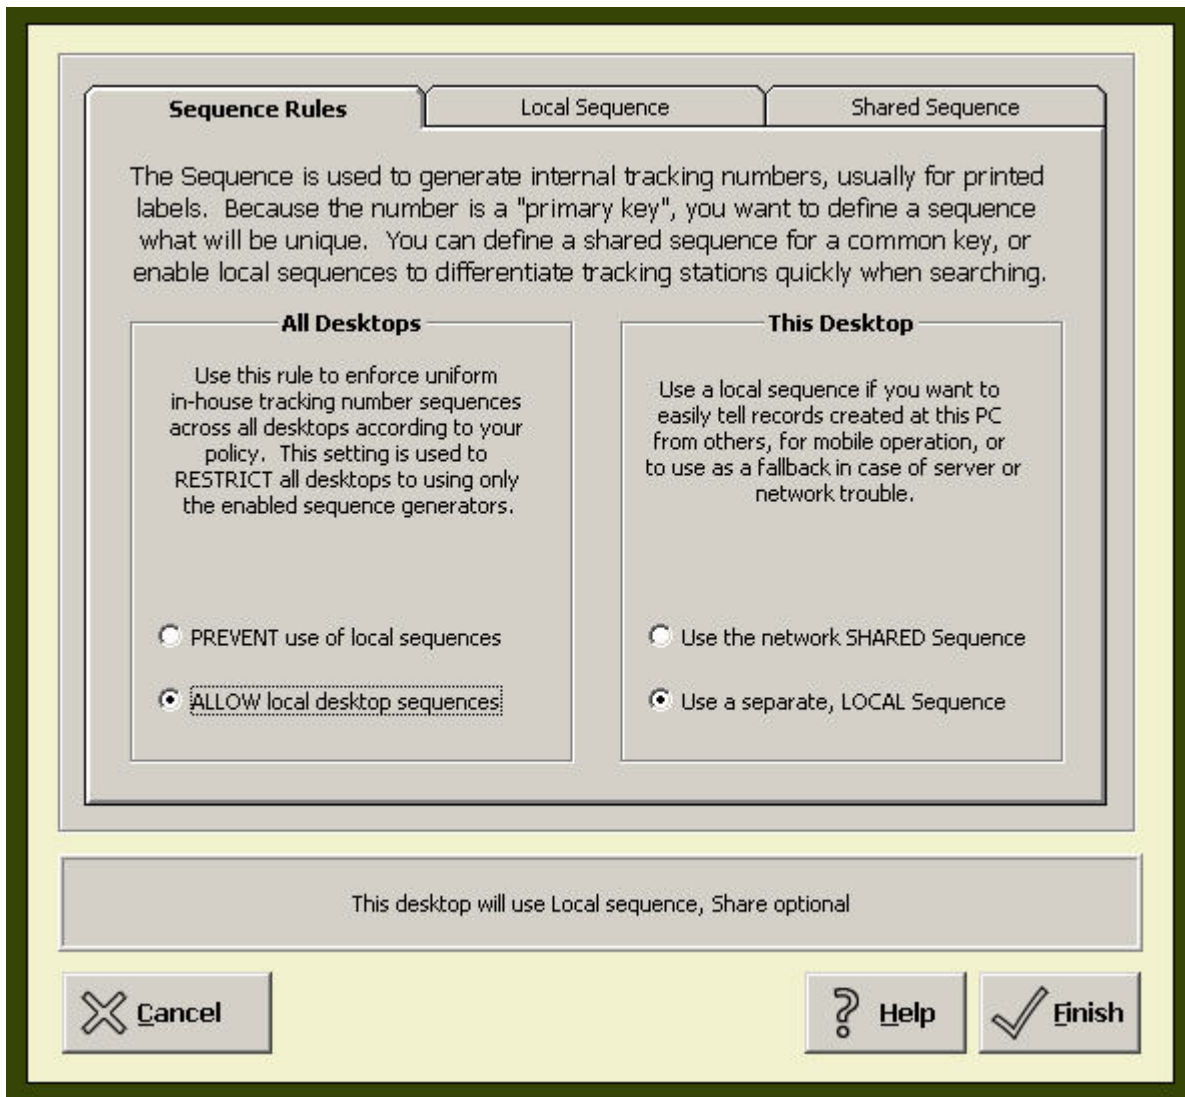 Sequence Rules
Local Sequence
Shared Sequence
The Sequence is used to generate internal tracking numbers, usually for printed
labels. Because the number is a "primary key", you want to define a sequence
what will be unique. You can define a shared sequence for a common key, or
enable local sequences to differentiate tracking stations quickly when searching.
All Desktops
Use this rule to enforce uniform
in-house tracking number sequences
across all desktops according to your
policy. This setting is used to
RESTRICT all desktops to using only
the enabled sequence generators.
PREVENT use of local sequences
ALLOW local desktop sequences
This Desktop
Use a local sequence if you want to
easily tell records created at this PC
from others, for mobile operation, or
to use as a fallback in case of server or
network trouble.
Use the network SHARED Sequence
Use a separate, LOCAL Sequence
This desktop will use Local sequence, Share optional
Cancel
Help
Finish